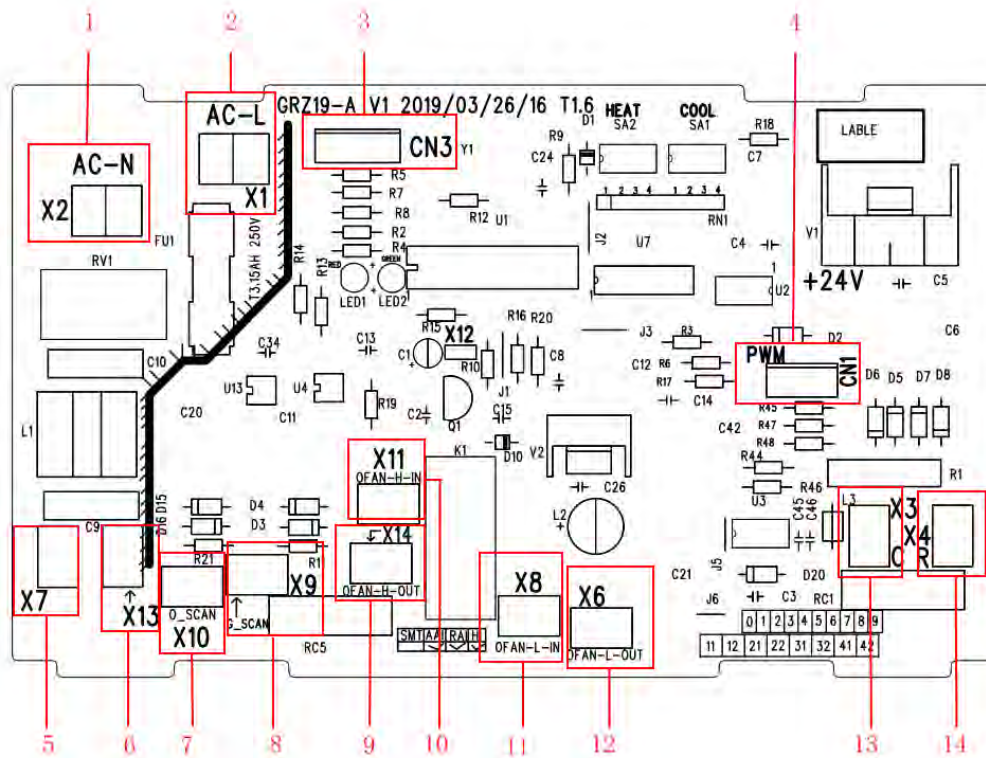 1 2 3 4
GRZ19-A V1 2019/03/26/16 T1.6
HEAT COOL
D1 SA2 SA1
R9 R18
AC-L
CN3 Y1
C24 C7
LABLE
AC-N
X2
X1
R5
R7
R12
R8
R2
R4
U1
1 2 3 4 1 2 3 4
RN1
J2
U7
C4
V1
FU1
T3.15AH 250V
RV1
R14
R13
RED GREEN
LED1 LED2
U2
+24V
C5
R15
X12
R16
R20
J3
R3
D2
C6
C34
C13
C1
R10
C8
C12
R6
PWM
CN1
C10
U13
U4
R17
C14
D6 D5 D7 D8
L1
C20
C11
R19
C2
Q1
J1
C15
R45
R47
R48
C42
X11
OFAN-H-IN
K1
D10
V2
R44
R46
R1
C9
D15
D16
D4
D3
C26
L2
U3
C45
C46
L3
X3
X4
O R
X14
OFAN-H-OUT
R21
R1
J5
D20
X7
X13
O_SCAN
X10
X9
G_SCAN
X8
X6
C21
C3
RC1
J6
RC5
SMT AA RA H
OFAN-L-IN
OFAN-L-OUT
0 1 2 3 4 5 6 7 8 9
11 12 21 22 31 32 41 42
5 6 7 8 9 10 11 12 13 14